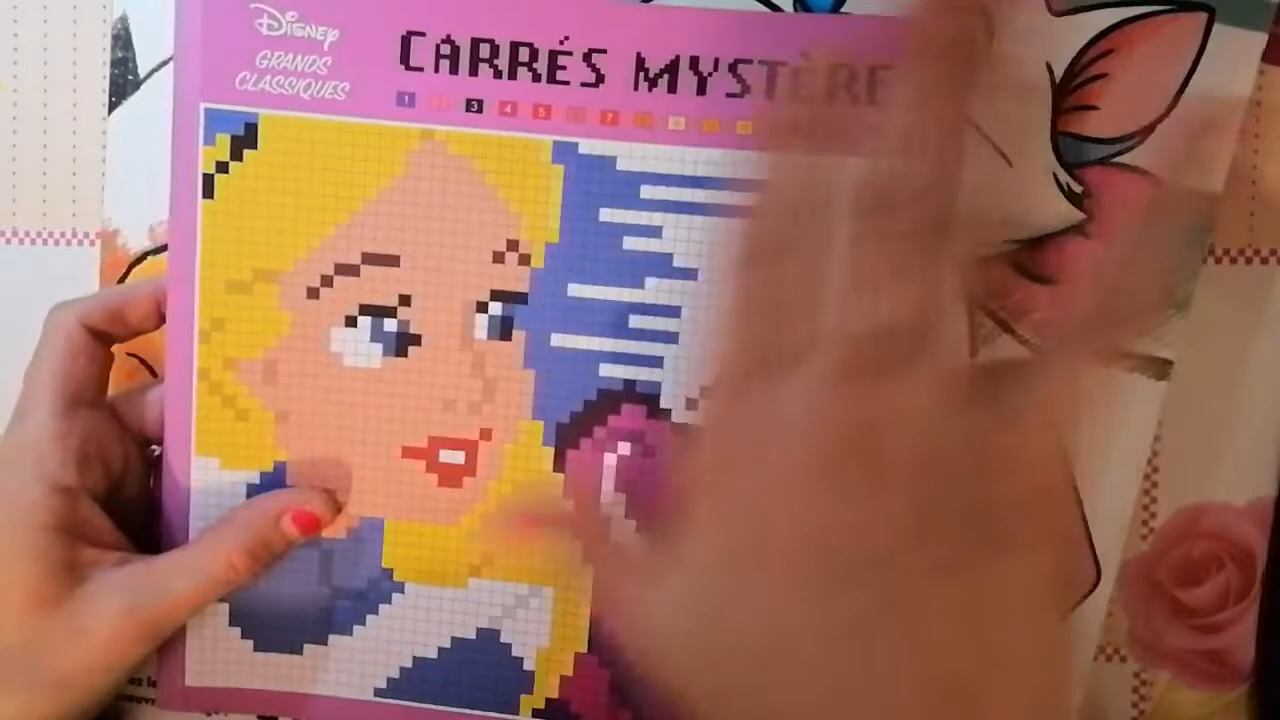 Disney
GRANDS
CLASSIQUES
CARRÉS MYSTÈRE
1 3 4 5 7